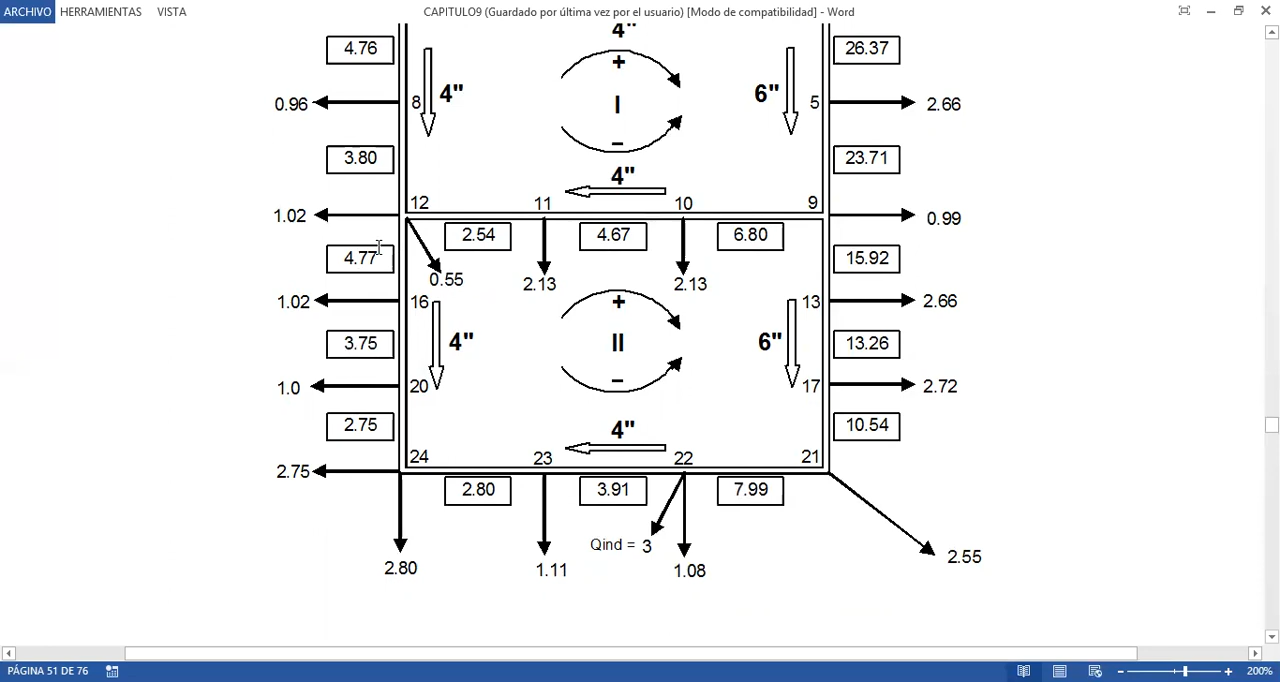 ARCHIVO HERRAMIENTAS VISTA CAPITULO9 (Guardado por última vez por el usuario) [Modo de compatibilidad] - Word
4"
4.76 + 26.37
0.96 8 4" I 6" 5 2.66
−
3.80 23.71
4"
12 11 10 9
1.02 0.99
2.54 4.67 6.80
4.77 15.92
0.55 2.13 2.13
1.02 16 + 13 2.66
3.75 4" II 6" 13.26
−
1.0 20 17 2.72
2.75 4" 10.54
24 23 22 21
2.75
2.80 3.91 7.99
Qind = 3
2.80 1.11 1.08 2.55
PÁGINA 51 DE 76 200%